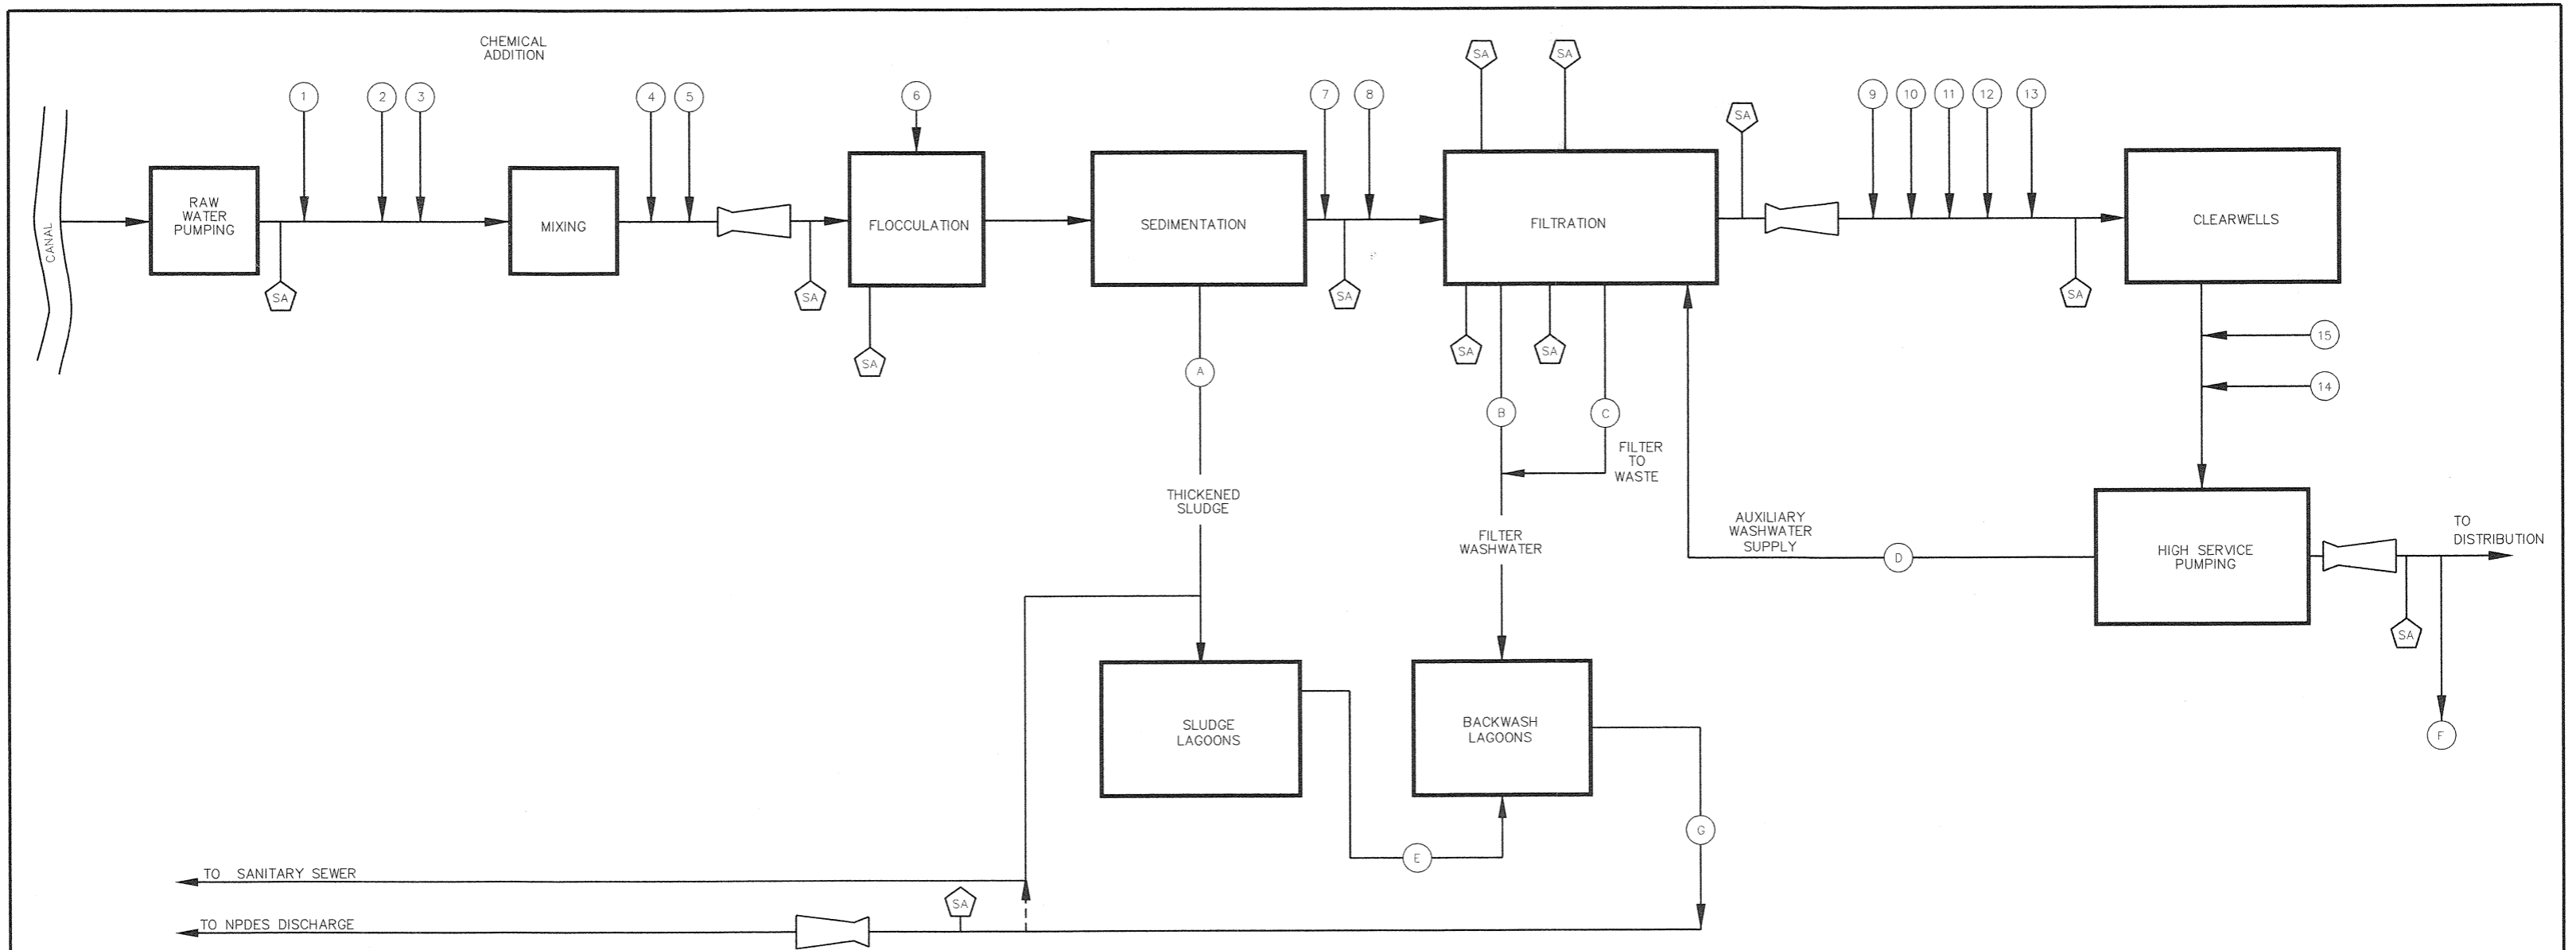 CHEMICAL
ADDITION
1
2
3
4
5
6
7
8
SA
SA
SA
9
10
11
12
13
CANAL
RAW
WATER
PUMPING
MIXING
FLOCCULATION
SEDIMENTATION
FILTRATION
CLEARWELLS
SA
SA
SA
SA
SA
SA
SA
15
14
A
B
C
FILTER
TO
WASTE
THICKENED
SLUDGE
FILTER
WASHWATER
AUXILIARY
WASHWATER
SUPPLY
D
HIGH SERVICE
PUMPING
TO
DISTRIBUTION
SA
F
SLUDGE
LAGOONS
BACKWASH
LAGOONS
E
G
TO SANITARY SEWER
SA
TO NPDES DISCHARGE